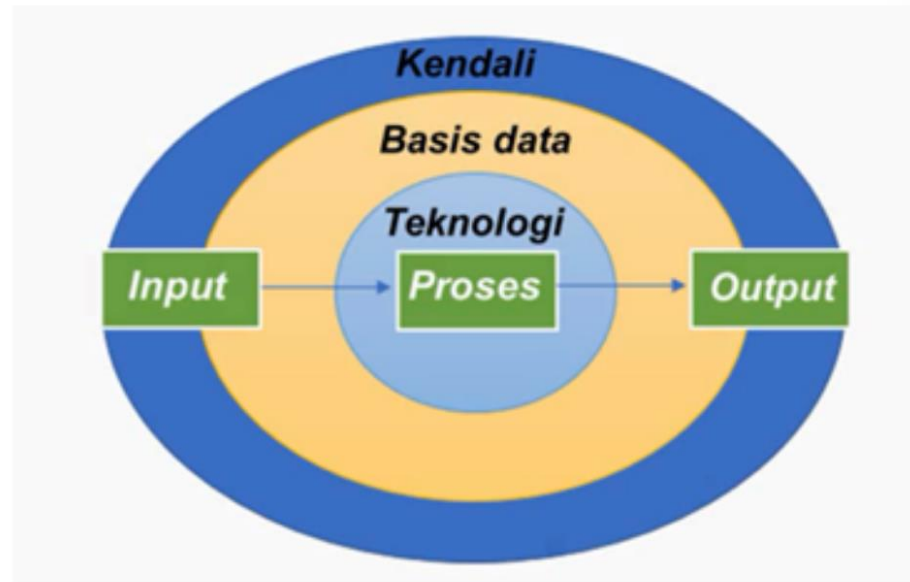 Kendali
Basis data
Teknologi
Input
Proses
Output